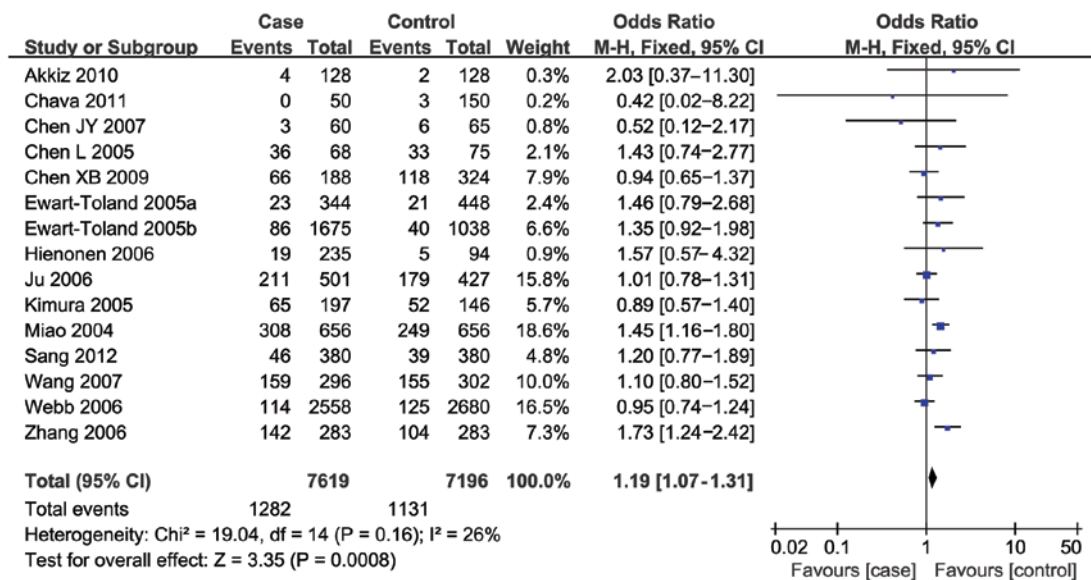 Case Control Odds Ratio Odds Ratio
Study or Subgroup Events Total Events Total Weight M-H, Fixed, 95% CI M-H, Fixed, 95% CI
Akkiz 2010 4 128 2 128 0.3% 2.03 [0.37−11.30]
Chava 2011 0 50 3 150 0.2% 0.42 [0.02−8.22]
Chen JY 2007 3 60 6 65 0.8% 0.52 [0.12−2.17]
Chen L 2005 36 68 33 75 2.1% 1.43 [0.74−2.77]
Chen XB 2009 66 188 118 324 7.9% 0.94 [0.65−1.37]
Ewart-Toland 2005a 23 344 21 448 2.4% 1.46 [0.79−2.68]
Ewart-Toland 2005b 86 1675 40 1038 6.6% 1.35 [0.92−1.98]
Hienonen 2006 19 235 5 94 0.9% 1.57 [0.57−4.32]
Ju 2006 211 501 179 427 15.8% 1.01 [0.78−1.31]
Kimura 2005 65 197 52 146 5.7% 0.89 [0.57−1.40]
Miao 2004 308 656 249 656 18.6% 1.45 [1.16−1.80]
Sang 2012 46 380 39 380 4.8% 1.20 [0.77−1.89]
Wang 2007 159 296 155 302 10.0% 1.10 [0.80−1.52]
Webb 2006 114 2558 125 2680 16.5% 0.95 [0.74−1.24]
Zhang 2006 142 283 104 283 7.3% 1.73 [1.24−2.42]
Total (95% CI) 7619 7196 100.0% 1.19 [1.07-1.31]
Total events 1282 1131
Heterogeneity: Chi² = 19.04, df = 14 (P = 0.16); I² = 26%
Test for overall effect: Z = 3.35 (P = 0.0008)
0.02 0.1 1 10 50
Favours [case] Favours [control]